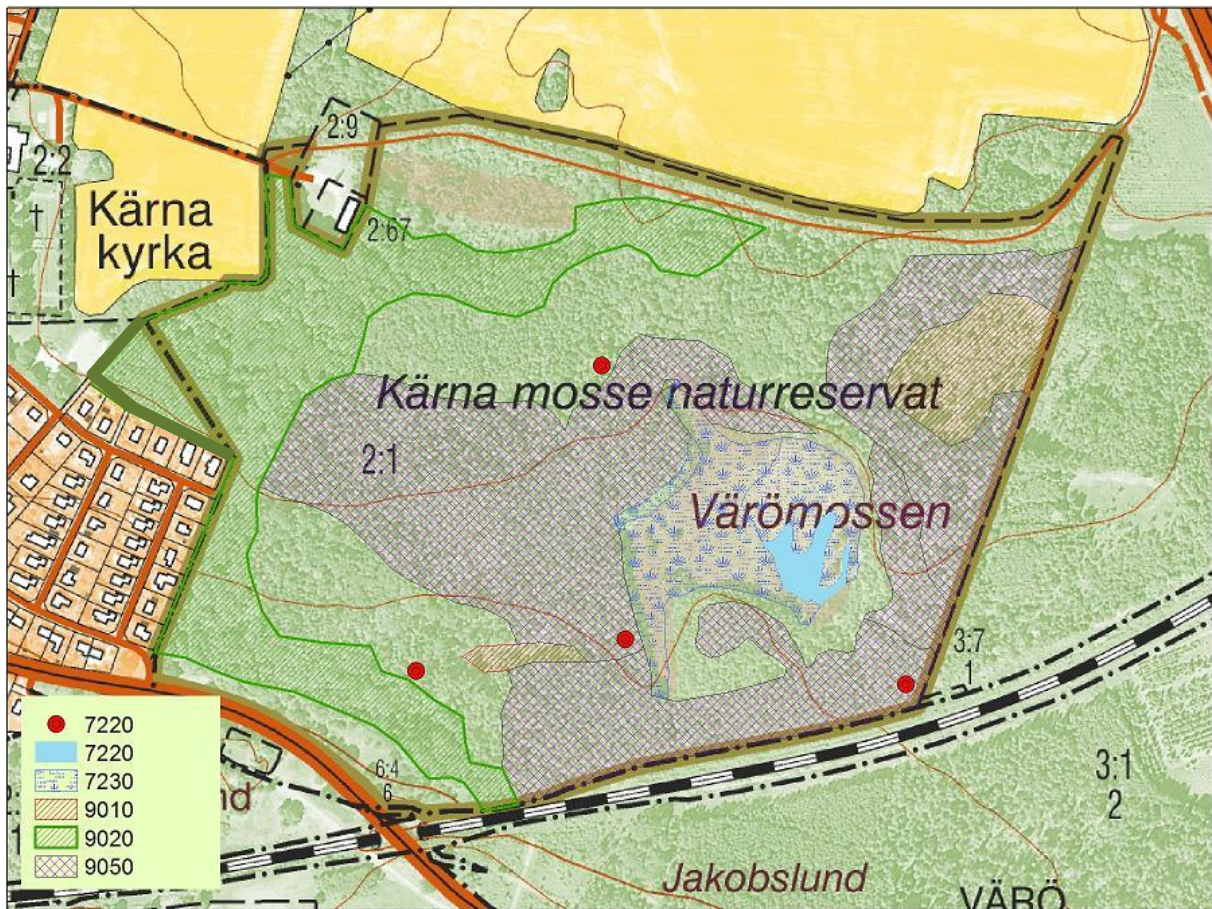 2:9
2:2
Kärna
kyrka
2:67
Kärna mosse naturreservat
2:1
Värömossen
3:7
1
3:1
2
6:4
6
nd
Jakobslund
VÄRÖ
7220
7220
7230
9010
9020
9050